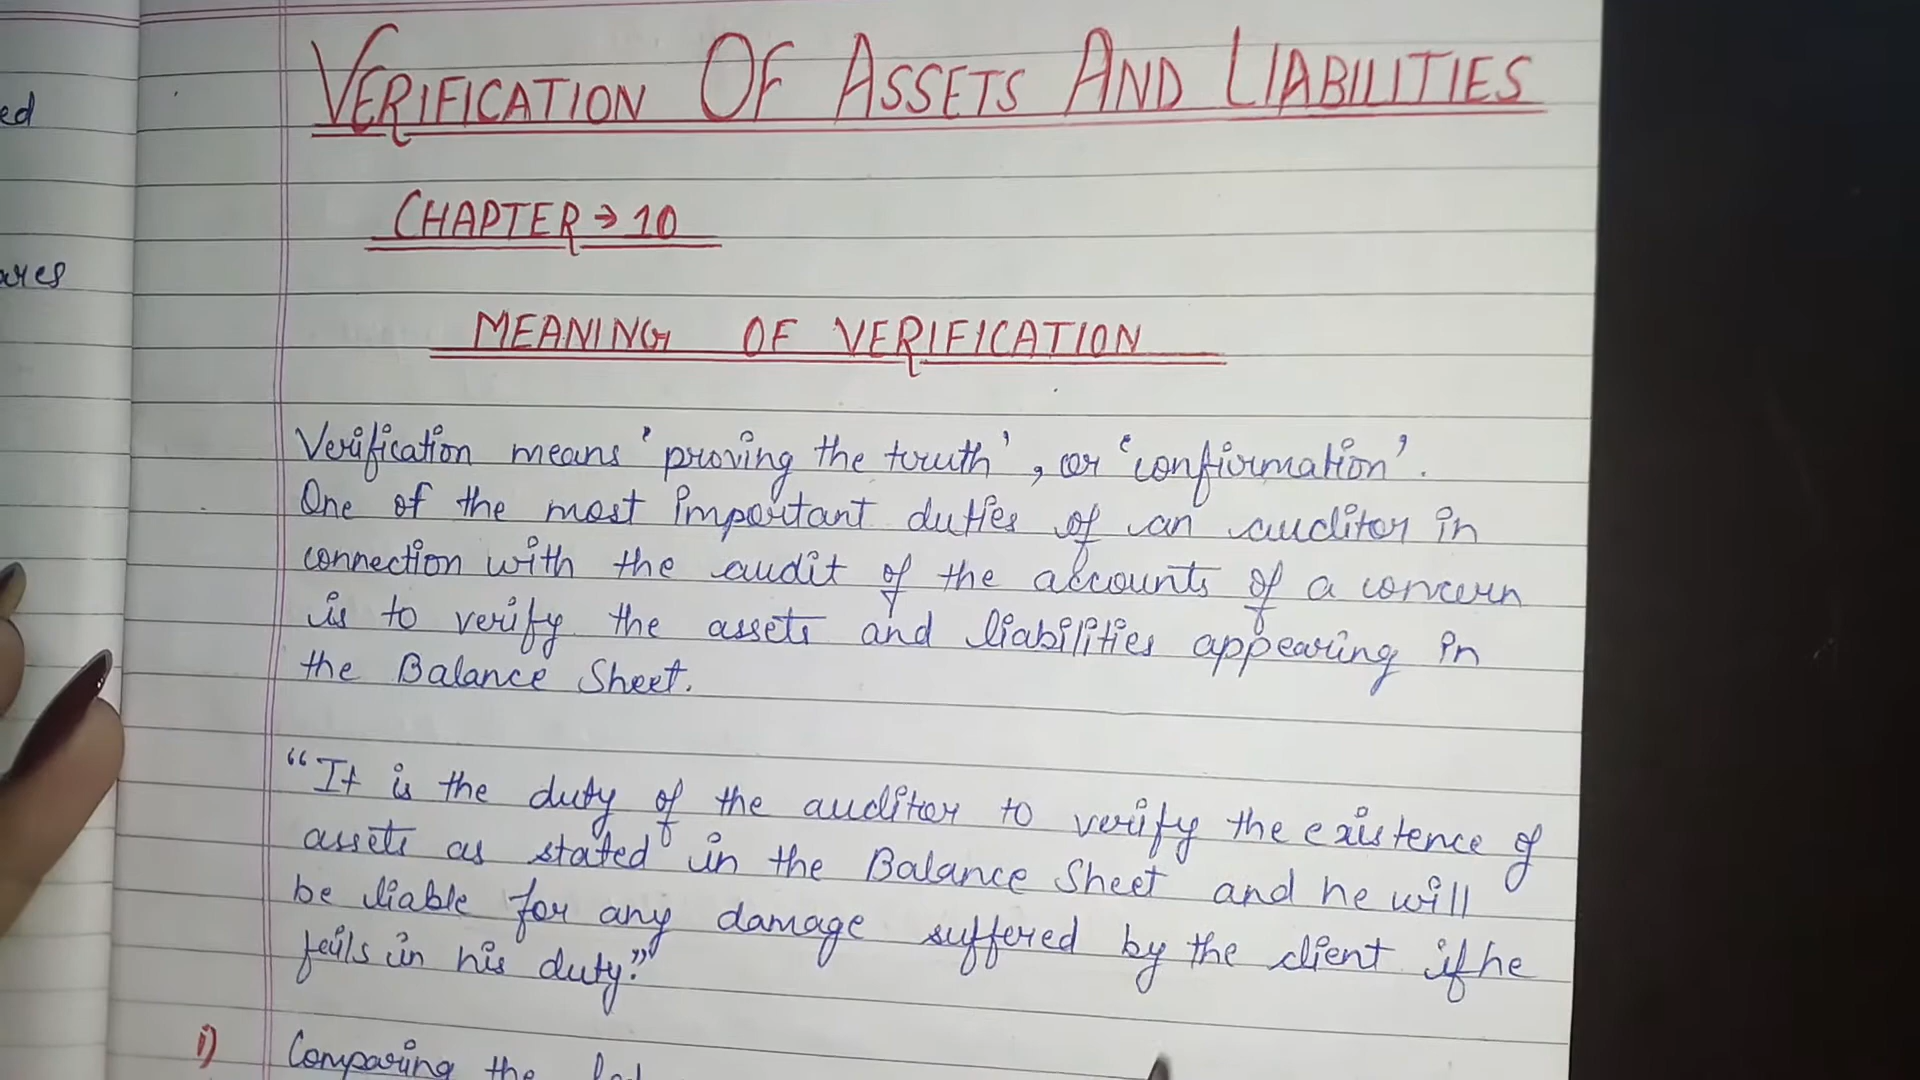 VERIFICATION OF ASSETS AND LIABILITIES
CHAPTER → 10
MEANING OF VERIFICATION
Verification means 'proving the truth', or 'confirmation'.
One of the most important duties of an auditor in
connection with the audit of the accounts of a concern
is to verify the assets and liabilities appearing in
the Balance Sheet.
"It is the duty of the auditor to verify the existence of
assets as stated in the Balance Sheet and he will
be liable for any damage suffered by the client if he
fails in his duty."
i) Comparing the
ed
ares